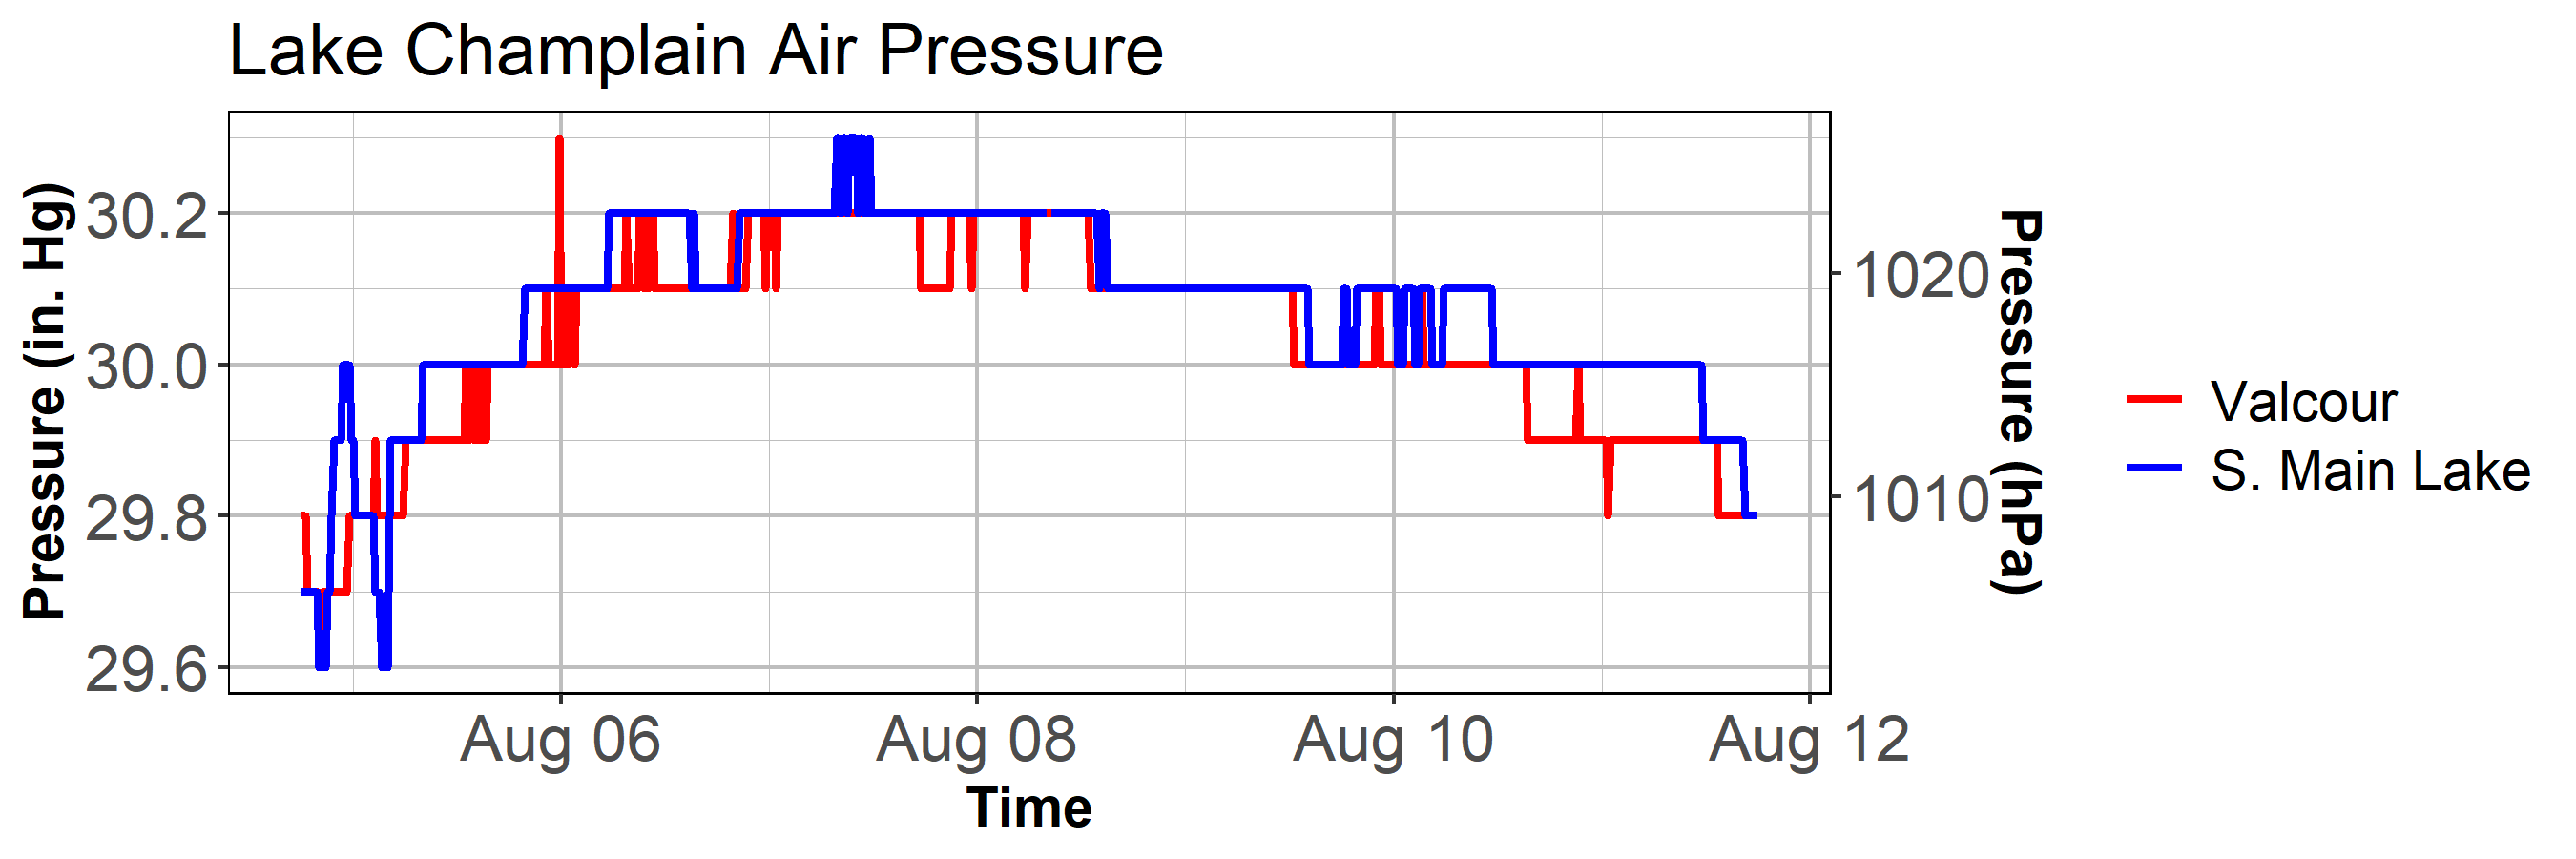 Lake Champlain Air Pressure
Pressure (in. Hg)
30.2
30.0
29.8
29.6
1020
1010
Pressure (hPa)
Valcour
S. Main Lake
Aug 06
Aug 08
Aug 10
Aug 12
Time